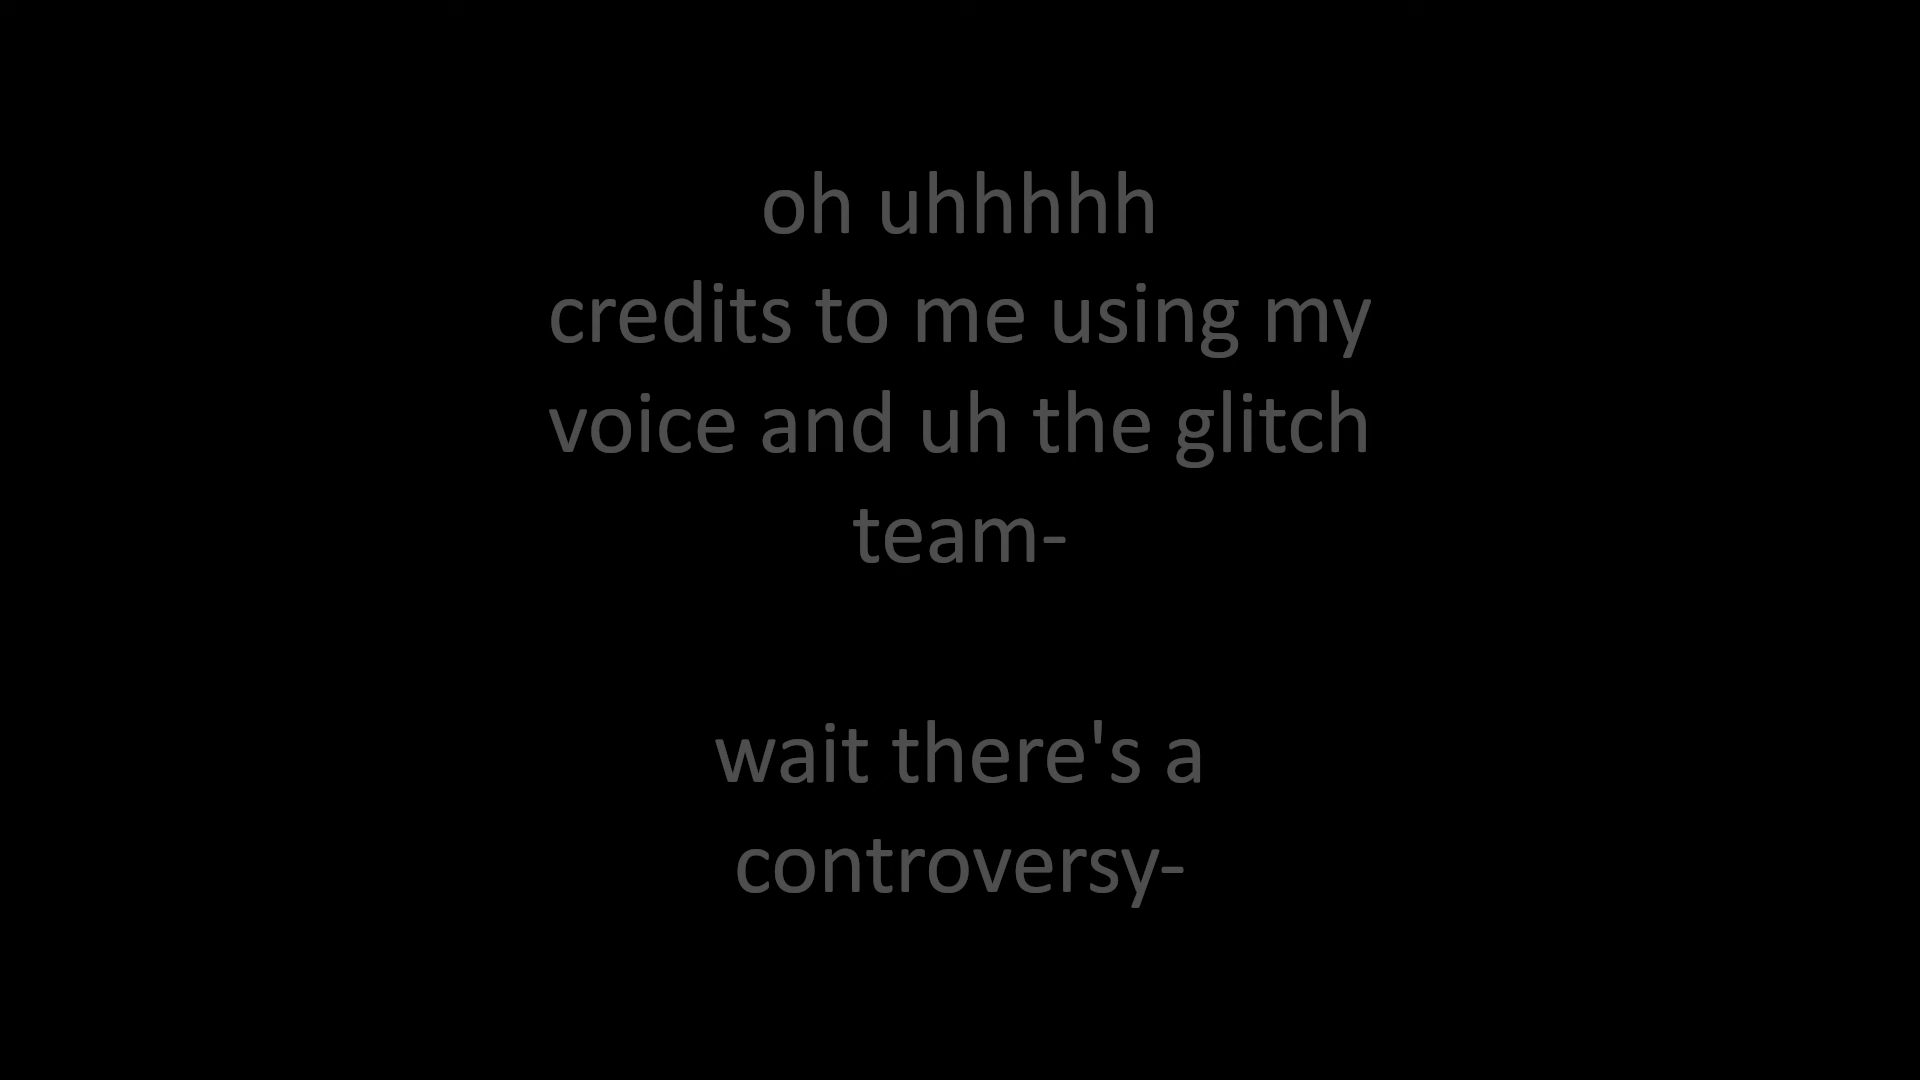 oh uhhhhh
credits to me using my
voice and uh the glitch
team-
wait there's a
controversy-